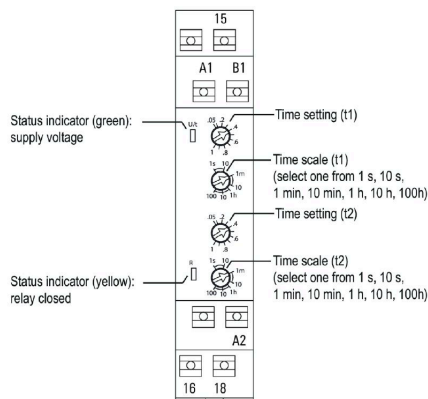 15
A1 B1
Status indicator (green):
supply voltage
U/t
.05 .2 .4 .6 .8 1
Time setting (t1)
1s 10 1m 10 1h 10 100
Time scale (t1)
(select one from 1 s, 10 s,
1 min, 10 min, 1 h, 10 h, 100h)
.05 .2 .4 .6 .8 1
Time setting (t2)
Status indicator (yellow):
relay closed
R
1s 10 1m 10 1h 10 100
Time scale (t2)
(select one from 1 s, 10 s,
1 min, 10 min, 1 h, 10 h, 100h)
A2
16 18